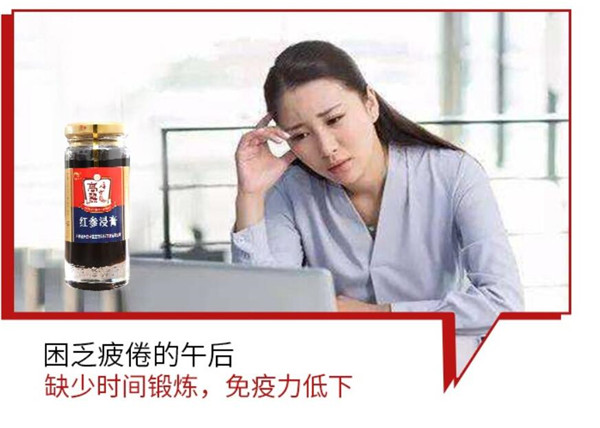 红参浸膏
困乏疲倦的午后
缺少时间锻炼，免疫力低下